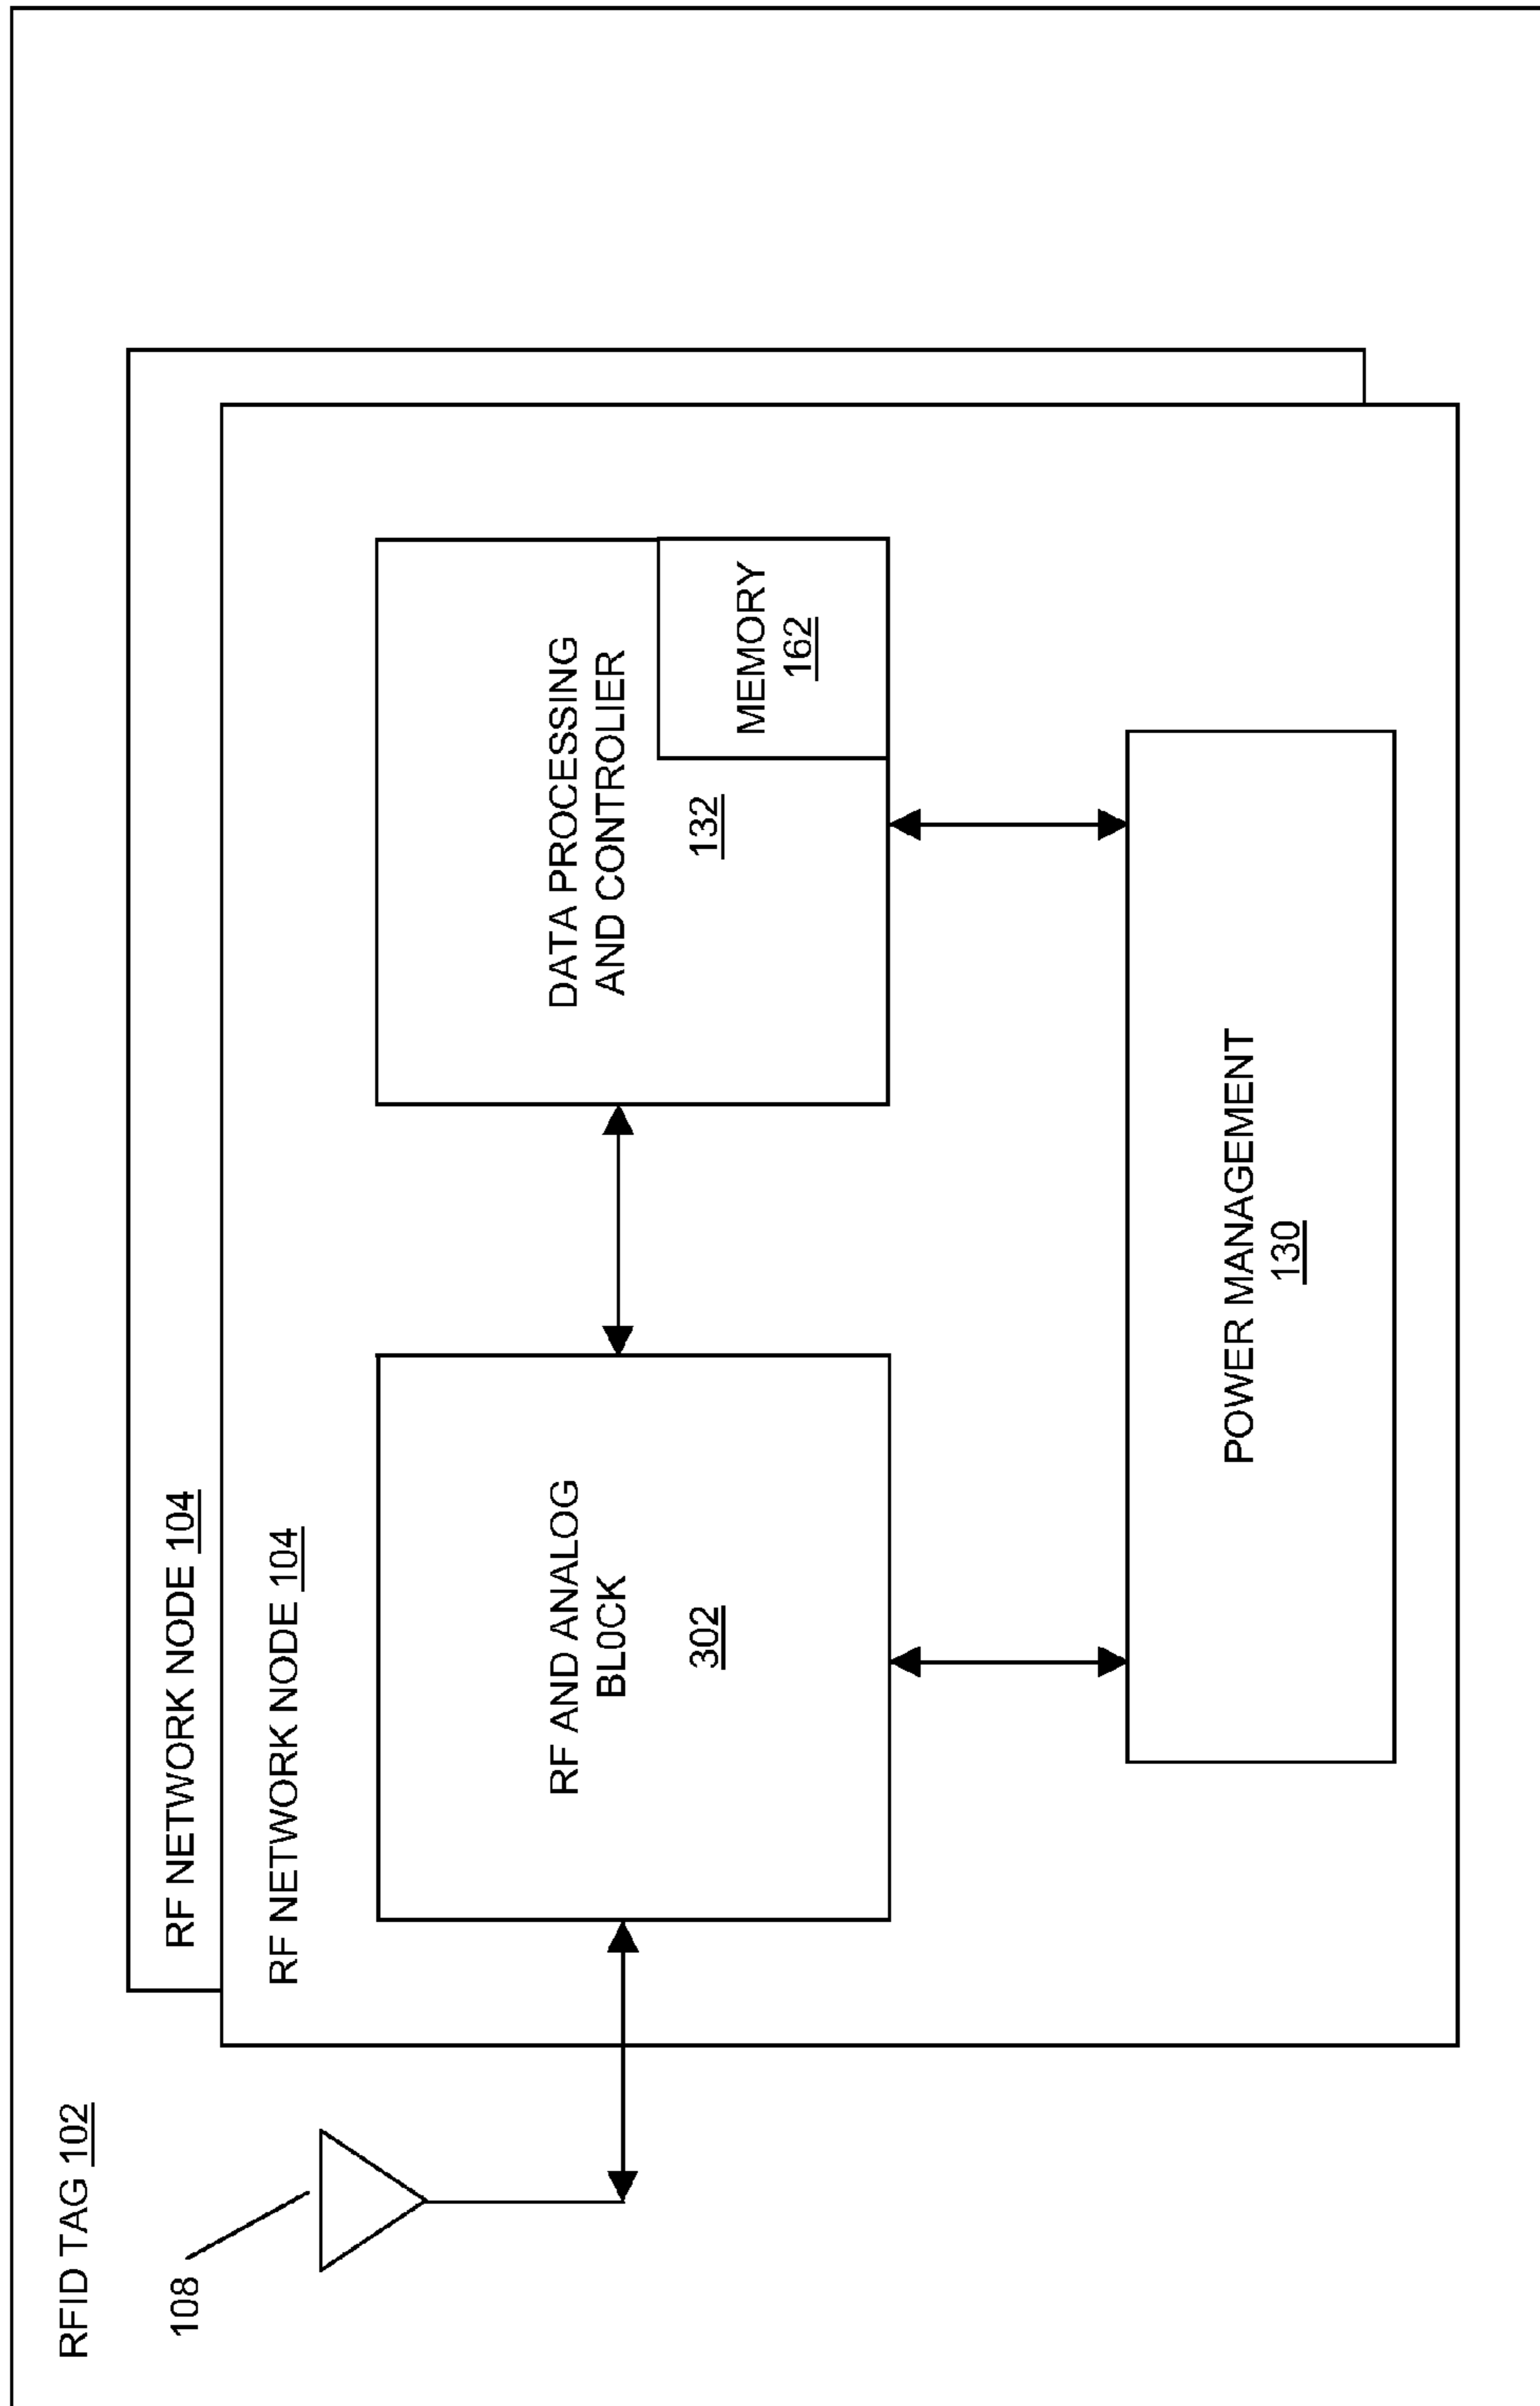 RFID TAG 102
108
RF NETWORK NODE 104
RF NETWORK NODE 104
RF AND ANALOG
BLOCK
302
DATA PROCESSING
AND CONTROLIER
132
MEMORY
162
POWER MANAGEMENT
130